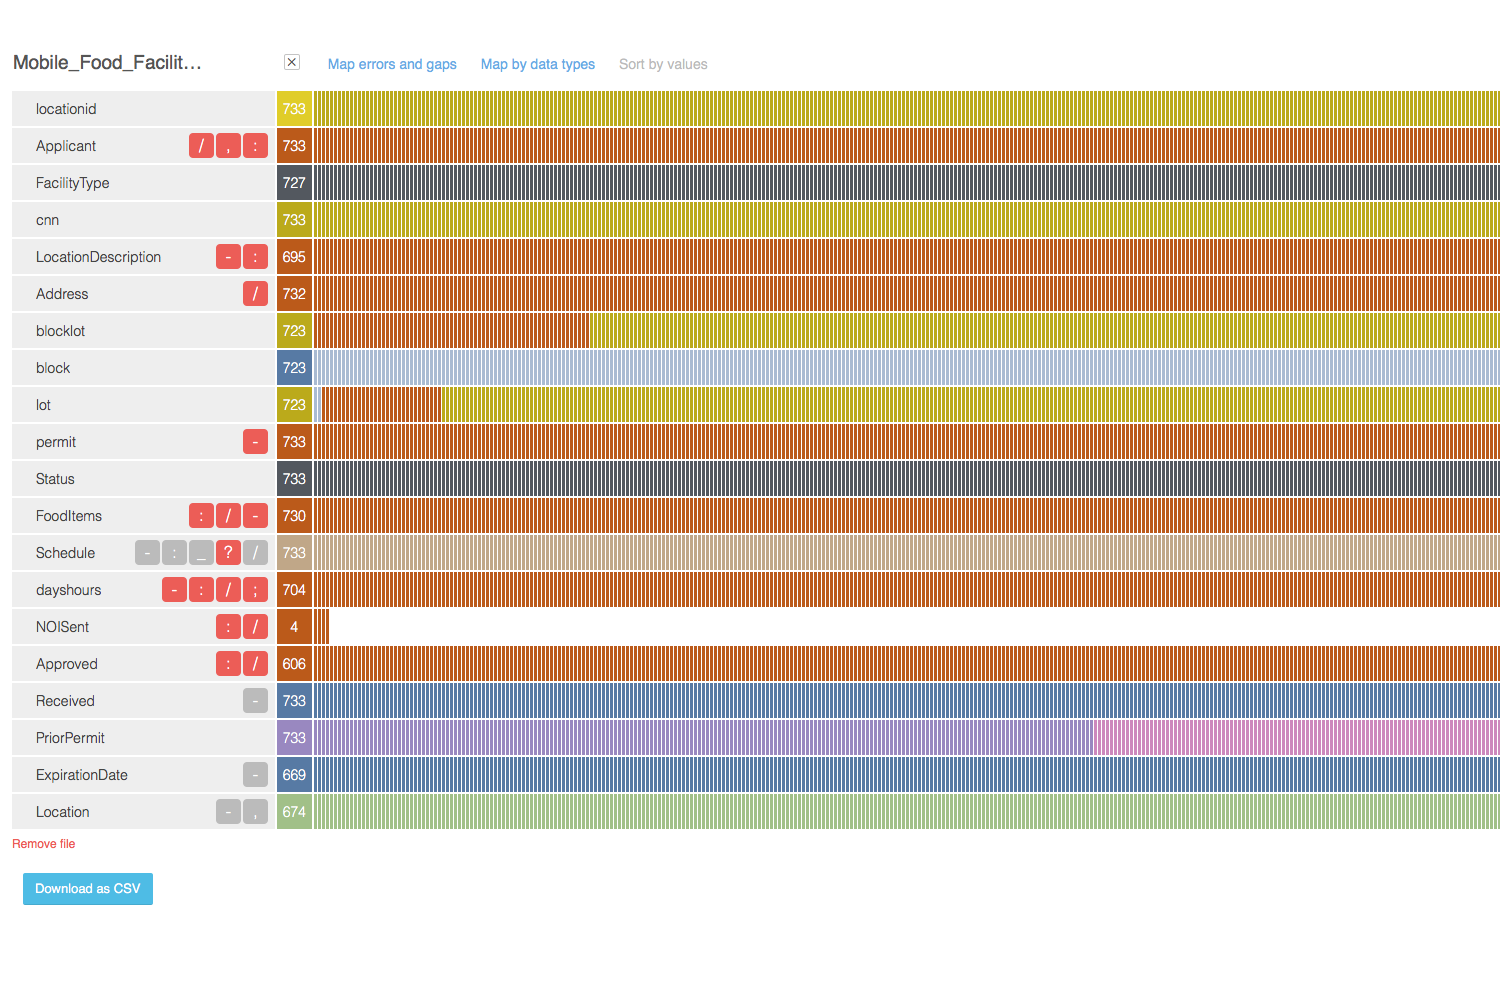 Mobile_Food_Facilit... Map errors and gaps Map by data types Sort by values
locationid 733
Applicant / , : 733
FacilityType 727
cnn 733
LocationDescription - : 695
Address / 732
blocklot 723
block 723
lot 723
permit - 733
Status 733
FoodItems : / - 730
Schedule - : _ ? / 733
dayshours - : / ; 704
NOISent : / 4
Approved : / 606
Received - 733
PriorPermit 733
ExpirationDate - 669
Location - , 674
Remove file
Download as CSV